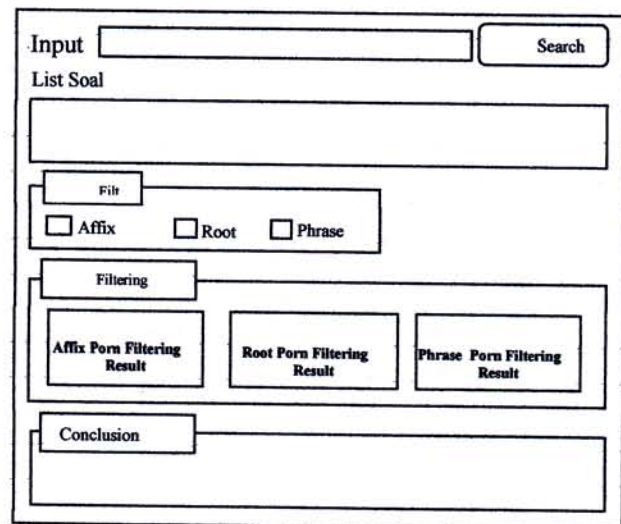 Input
Search
List Soal
Filt
Affix Root Phrase
Filtering
Affix Porn Filtering
Result
Root Porn Filtering
Result
Phrase Porn Filtering
Result
Conclusion